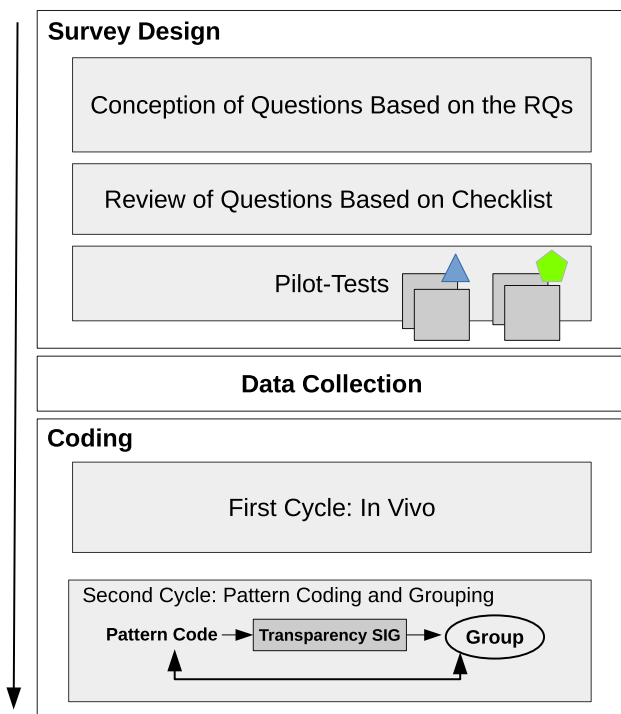 Survey Design
Conception of Questions Based on the RQs
Review of Questions Based on Checklist
Pilot-Tests
Data Collection
Coding
First Cycle: In Vivo
Second Cycle: Pattern Coding and Grouping
Pattern Code
Transparency SIG
Group